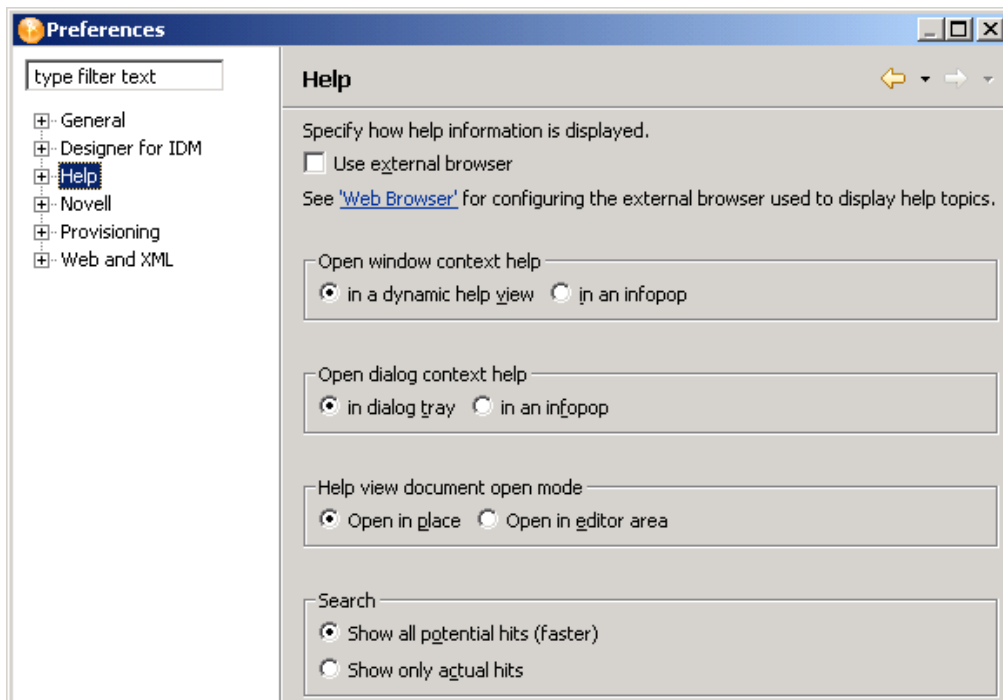 Preferences
type filter text
General
Designer for IDM
Help
Novell
Provisioning
Web and XML
Help
Specify how help information is displayed.
Use external browser
See 'Web Browser' for configuring the external browser used to display help topics.
Open window context help
in a dynamic help view in an infopop
Open dialog context help
in dialog tray in an infopop
Help view document open mode
Open in place Open in editor area
Search
Show all potential hits (faster)
Show only actual hits